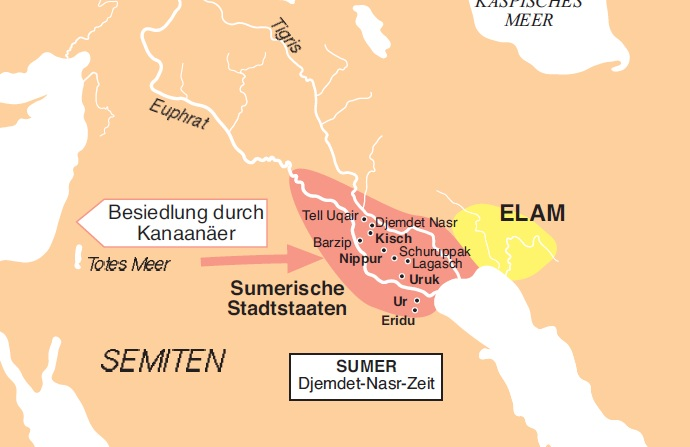 KASPISCHES
MEER
Tigris
Euphrat
ELAM
Besiedlung durch
Kanaanäer
Tell Uqair
Djemdet Nasr
Kisch
Barzip
Schuruppak
Nippur
Lagasch
Totes Meer
Uruk
Sumerische
Stadtstaaten
Ur
Eridu
SEMITEN
SUMER
Djemdet-Nasr-Zeit